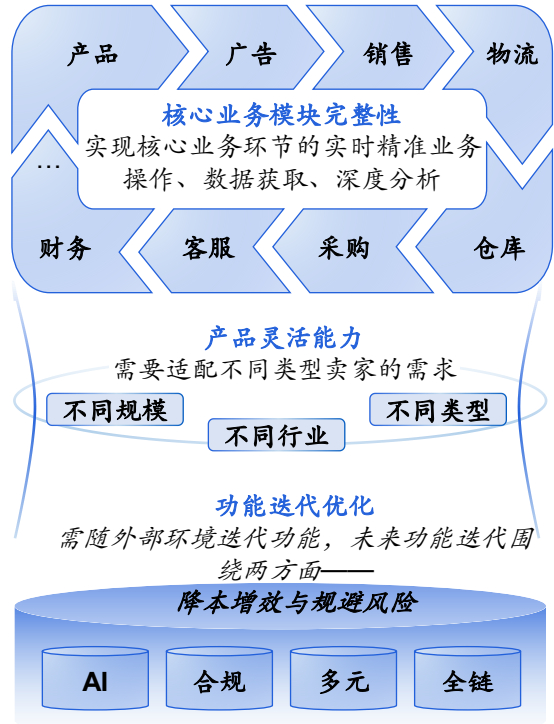 产品
广告
销售
物流
核心业务模块完整性
实现核心业务环节的实时精准业务
操作、数据获取、深度分析
…
财务
客服
采购
仓库
产品灵活能力
需要适配不同类型卖家的需求
不同规模
不同类型
不同行业
功能迭代优化
需随外部环境迭代功能，未来功能迭代围
绕两方面——
降本增效与规避风险
AI
合规
多元
全链